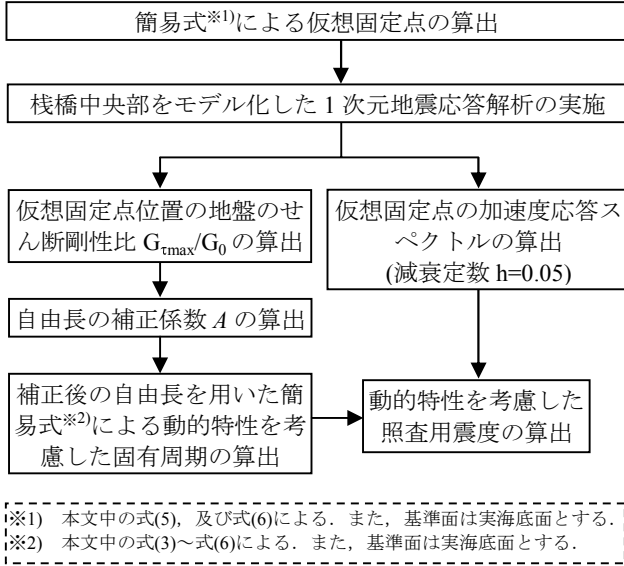 簡易式※1)による仮想固定点の算出
桟橋中央部をモデル化した 1 次元地震応答解析の実施
仮想固定点位置の地盤のせ
ん断剛性比 Gτmax/G0 の算出
自由長の補正係数 A の算出
補正後の自由長を用いた簡
易式※2)による動的特性を考
慮した固有周期の算出
仮想固定点の加速度応答ス
ペクトルの算出
(減衰定数 h=0.05)
動的特性を考慮した
照査用震度の算出
※1) 本文中の式(5)，及び式(6)による．また，基準面は実海底面とする．
※2) 本文中の式(3)～式(6)による．また，基準面は実海底面とする．